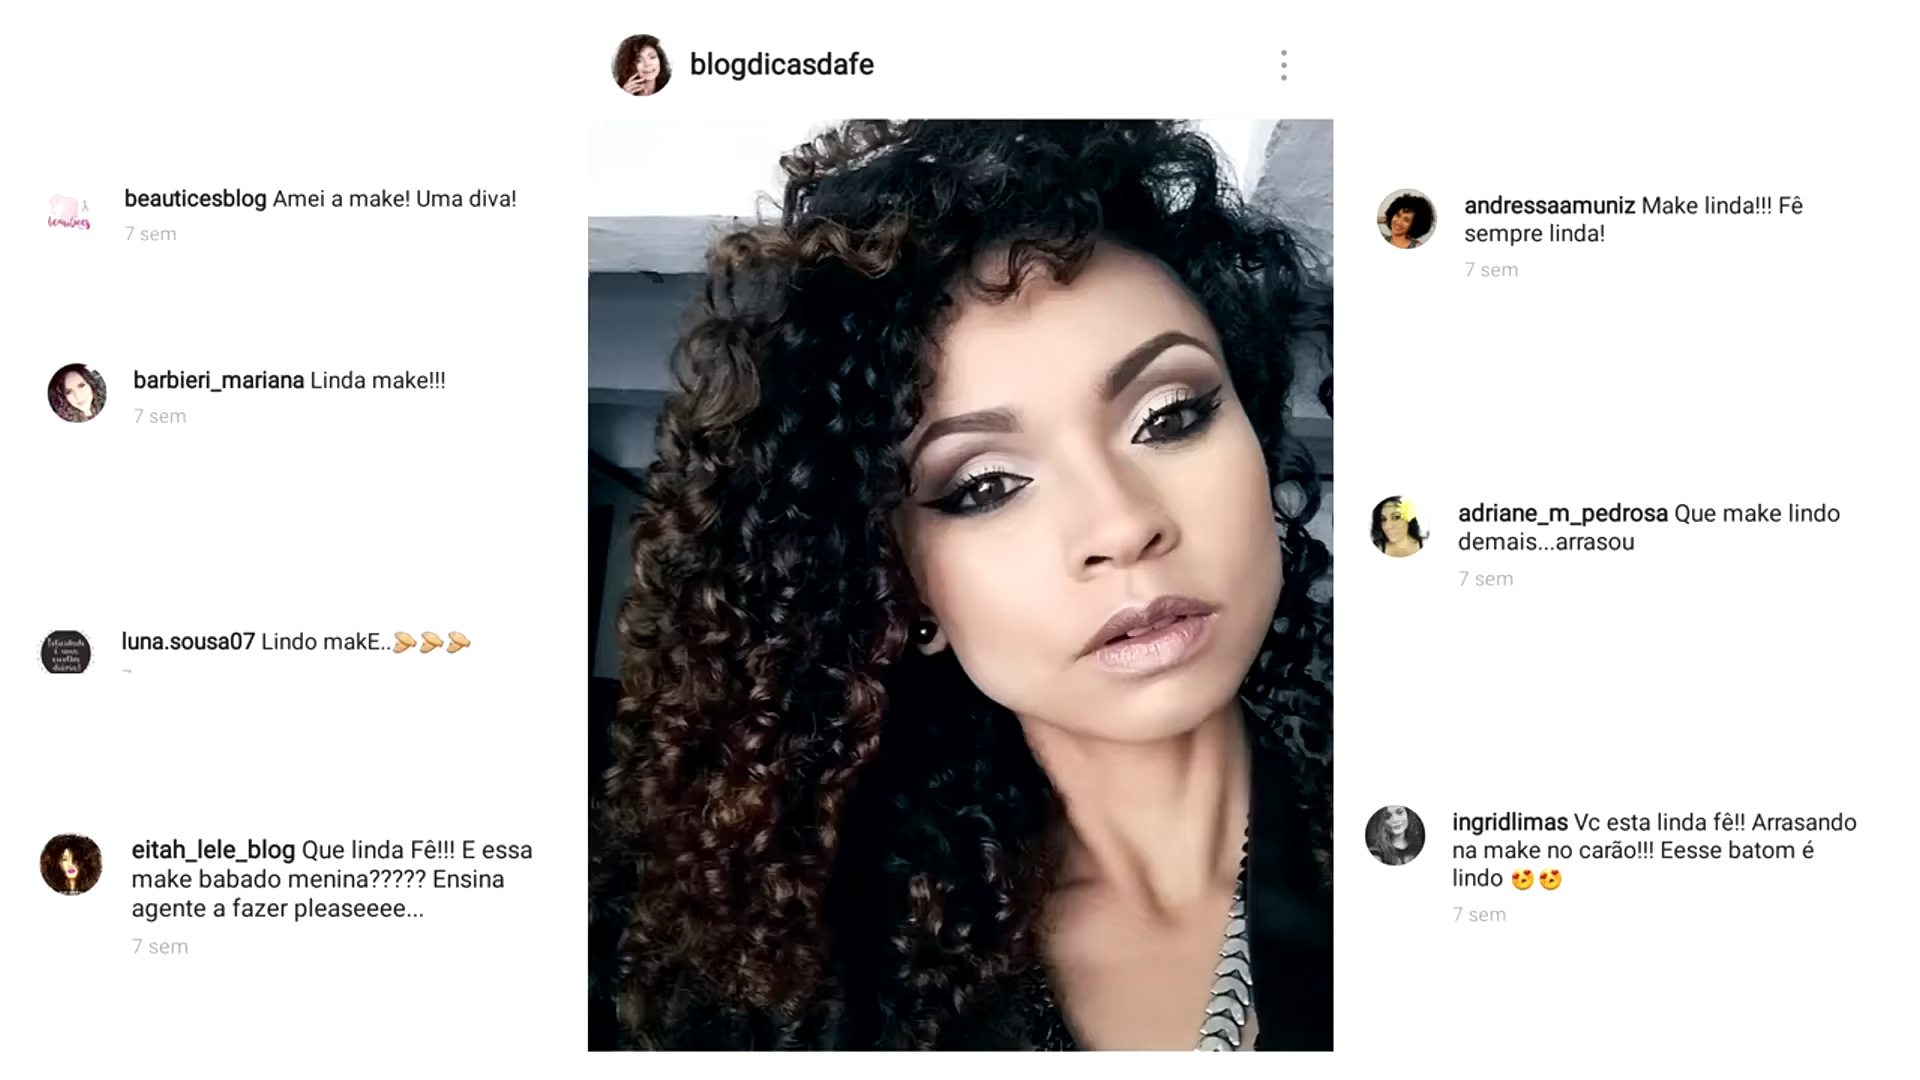 blogdicasdafe
beauticesblog Amei a make! Uma diva!
7 sem
barbieri_mariana Linda make!!!
7 sem
luna.sousa07 Lindo makE..👏👏👏
eitah_lele_blog Que linda Fê!!! E essa
make babado menina????? Ensina
agente a fazer pleaseeee...
7 sem
andressaamuniz Make linda!!! Fê
sempre linda!
7 sem
adriane_m_pedrosa Que make lindo
demais...arrasou
7 sem
ingridlimas Vc esta linda fê!! Arrasando
na make no carão!!! Eesse batom é
lindo 😍😍
7 sem
beautices